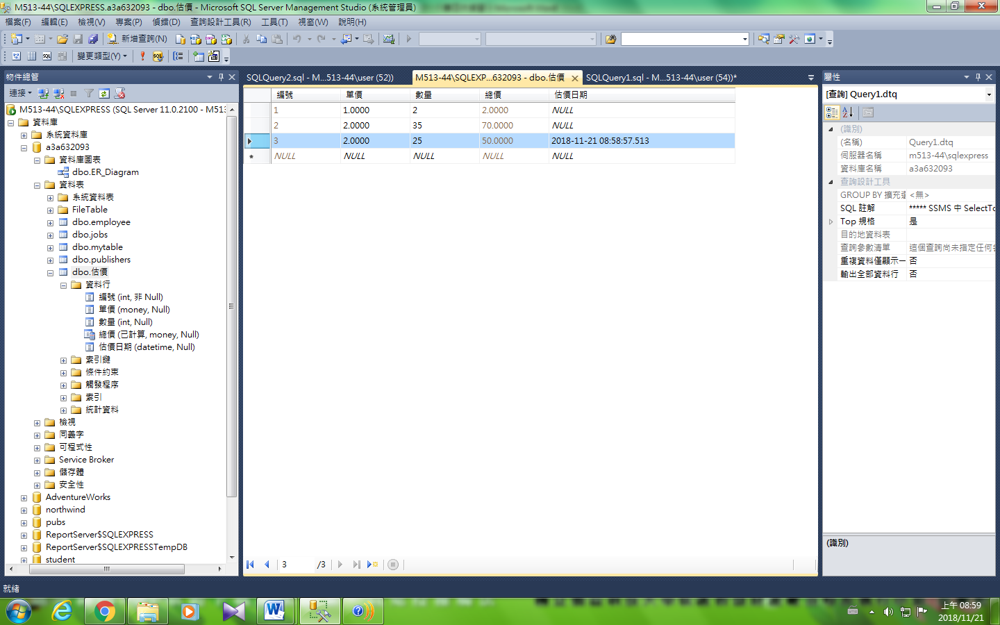 M513-44\SQLEXPRESS.a3a632093 - dbo.估價 - Microsoft SQL Server Management Studio (系統管理員)
檔案(F) 編輯(E) 檢視(V) 專案(P) 偵錯(D) 查詢設計工具(R) 工具(T) 視窗(W) 說明(H)
新增查詢(N)
變更類型(Y)
物件總管
連接
M513-44\SQLEXPRESS (SQL Server 11.0.2100 - M513
資料庫
系統資料庫
a3a632093
資料庫圖表
dbo.ER_Diagram
資料表
系統資料表
FileTable
dbo.employee
dbo.jobs
dbo.mytable
dbo.publishers
dbo.估價
資料行
編號 (int, 非 Null)
單價 (money, Null)
數量 (int, Null)
總價 (已計算, money, Null)
估價日期 (datetime, Null)
索引鍵
條件約束
觸發程序
索引
統計資料
檢視
同義字
可程式性
Service Broker
儲存體
安全性
AdventureWorks
northwind
pubs
ReportServer$SQLEXPRESS
ReportServer$SQLEXPRESSTempDB
student
SQLQuery2.sql - M...513-44\user (52)) M513-44\SQLEXP...632093 - dbo.估價 SQLQuery1.sql - M...513-44\user (54))*
編號 單價 數量 總價 估價日期
1 1.0000 2 2.0000 NULL
2 2.0000 35 70.0000 NULL
3 2.0000 25 50.0000 2018-11-21 08:58:57.513
NULL NULL NULL NULL NULL
3 /3
屬性
[查詢] Query1.dtq
(識別)
(名稱) Query1.dtq
伺服器名稱 m513-44\sqlexpress
資料庫名稱 a3a632093
查詢設計工具
GROUP BY 擴充選 <無>
SQL 註解 ***** SSMS 中 SelectTo
Top 規格 是
目的地資料表
查詢參數清單 這個查詢尚未指定任何參
重複資料僅顯示一 否
輸出全部資料行 否
(識別)
就緒
上午 08:59
2018/11/21